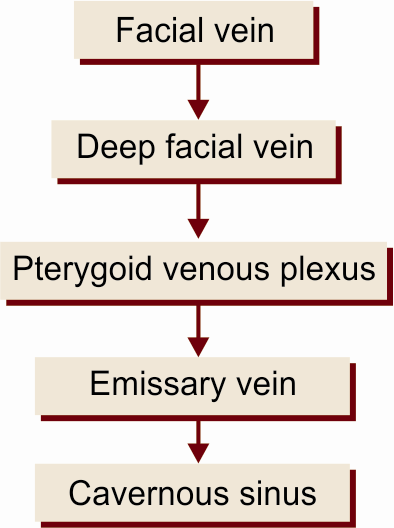 Facial vein
Deep facial vein
Pterygoid venous plexus
Emissary vein
Cavernous sinus